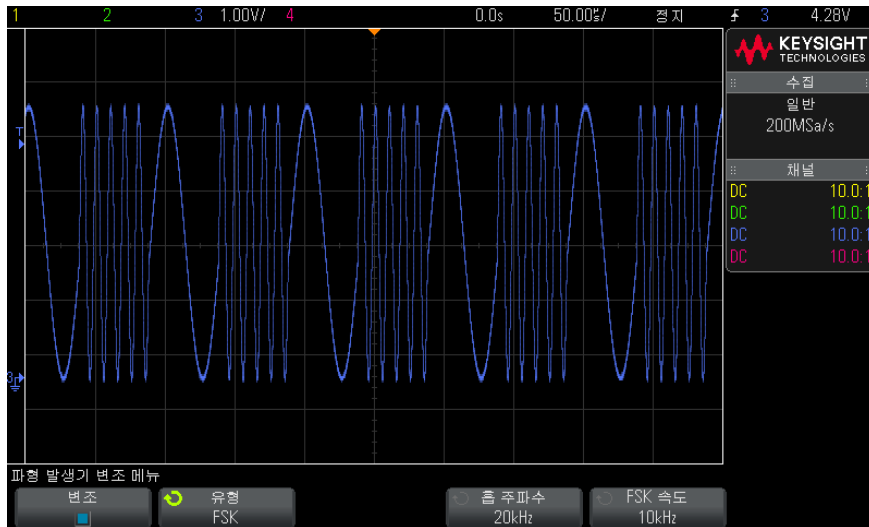 1 2 3 1.00V/ 4 0.0s 50.00㎲/ 정지 3 4.28V
KEYSIGHT
TECHNOLOGIES
수집
일반
200MSa/s
채널
DC 10.0:1
DC 10.0:1
DC 10.0:1
DC 10.0:1
T
3
파형 발생기 변조 메뉴
변조
유형
FSK
홉 주파수
20kHz
FSK 속도
10kHz